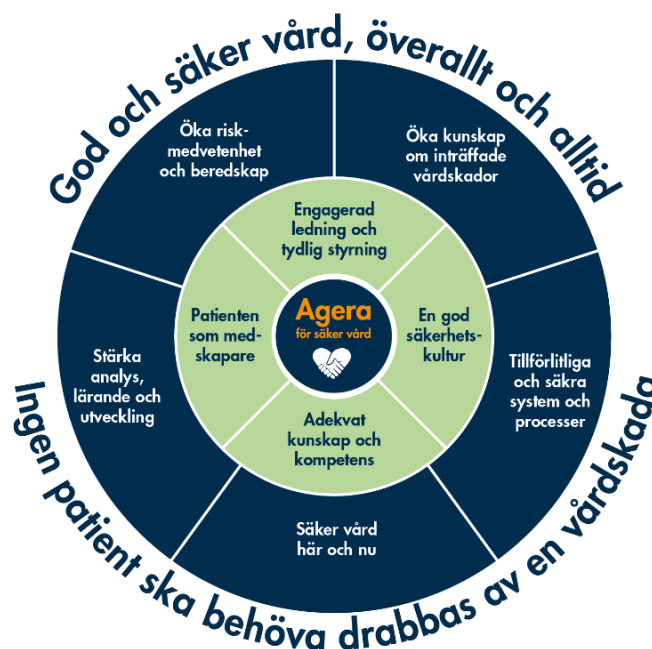 God och säker vård, överallt och alltid
Öka risk-
medvetenhet
och beredskap
Öka kunskap
om inträffade
vårdskador
Engagerad
ledning och
tydlig styrning
Patienten
som med-
skapare
Agera
för säker vård
En god
säkerhets-
kultur
Stärka
analys,
lärande och
utveckling
Tillförlitliga
och säkra
system och
processer
Adekvat
kunskap och
kompetens
Säker vård
här och nu
Ingen patient ska behöva drabbas av en vårdskada